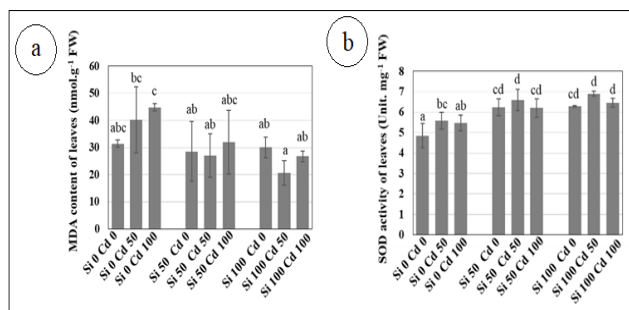 a
b
MDA content of leaves (nmol.g⁻¹ FW)
60
50
40
30
20
10
0
abc
bc
c
ab
ab
abc
ab
a
ab
Si 0 Cd 0
Si 0 Cd 50
Si 0 Cd 100
Si 50 Cd 0
Si 50 Cd 50
Si 50 Cd 100
Si 100 Cd 0
Si 100 Cd 50
Si 100 Cd 100
SOD activity of leaves (Unit. mg⁻¹ FW)
8
7
6
5
4
3
2
1
0
a
bc
ab
cd
d
cd
cd
d
d
Si 0 Cd 0
Si 0 Cd 50
Si 0 Cd 100
Si 50 Cd 0
Si 50 Cd 50
Si 50 Cd 100
Si 100 Cd 0
Si 100 Cd 50
Si 100 Cd 100